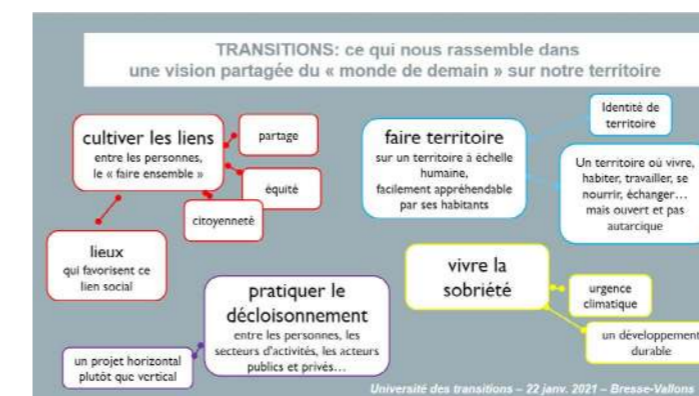 TRANSITIONS: ce qui nous rassemble dans
une vision partagée du « monde de demain » sur notre territoire
cultiver les liens
entre les personnes,
le « faire ensemble »
partage
équité
citoyenneté
lieux
qui favorisent ce
lien social
faire territoire
sur un territoire à échelle
humaine,
facilement appréhendable
par ses habitants
Identité de
territoire
Un territoire où vivre,
habiter, travailler, se
nourrir, échanger…
mais ouvert et pas
autarcique
pratiquer le
décloisonnement
entre les personnes, les
secteurs d'activités, les acteurs
publics et privés…
un projet horizontal
plutôt que vertical
vivre la
sobriété
urgence
climatique
un développement
durable
Université des transitions – 22 janv. 2021 – Bresse-Vallons